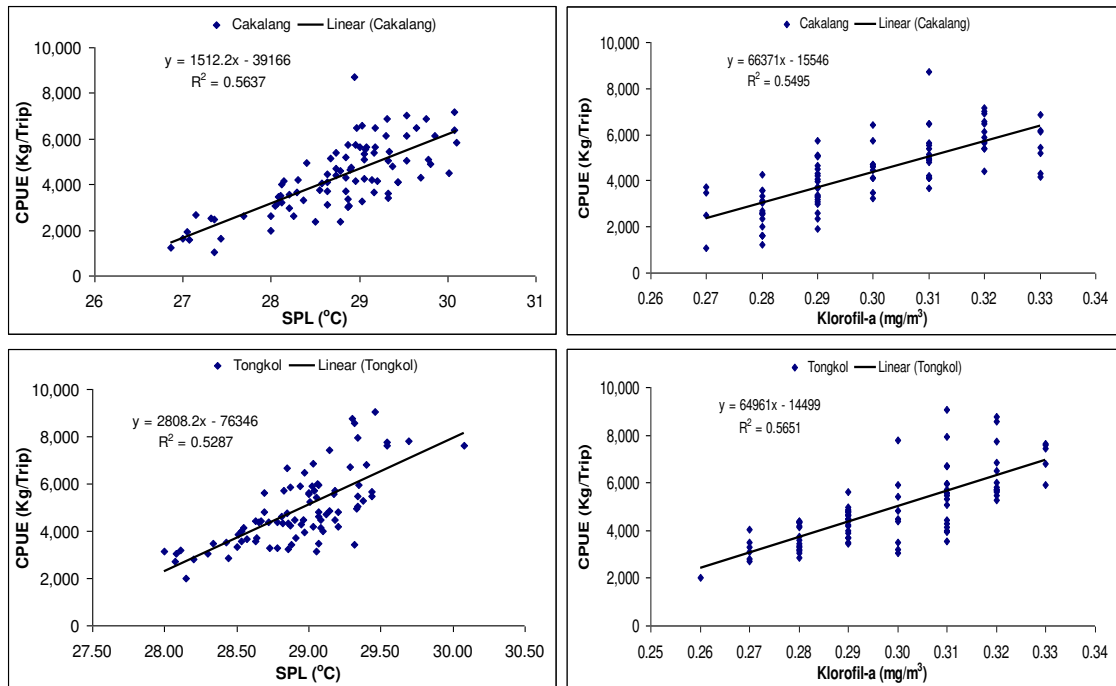 Cakalang Linear (Cakalang)
y = 1512.2x - 39166
R² = 0.5637
CPUE (Kg/Trip)
10,000
8,000
6,000
4,000
2,000
0
26 27 28 29 30 31
SPL (°C)
Cakalang Linear (Cakalang)
y = 66371x - 15546
R² = 0.5495
CPUE (Kg/Trip)
10,000
8,000
6,000
4,000
2,000
0
0.26 0.27 0.28 0.29 0.30 0.31 0.32 0.33 0.34
Klorofil-a (mg/m³)
Tongkol Linear (Tongkol)
y = 2808.2x - 76346
R² = 0.5287
CPUE (Kg/Trip)
10,000
8,000
6,000
4,000
2,000
0
27.50 28.00 28.50 29.00 29.50 30.00 30.50
SPL (°C)
Tongkol Linear (Tongkol)
y = 64961x - 14499
R² = 0.5651
CPUE (Kg/Trip)
10,000
8,000
6,000
4,000
2,000
0
0.25 0.26 0.27 0.28 0.29 0.30 0.31 0.32 0.33 0.34
Klorofil-a (mg/m³)